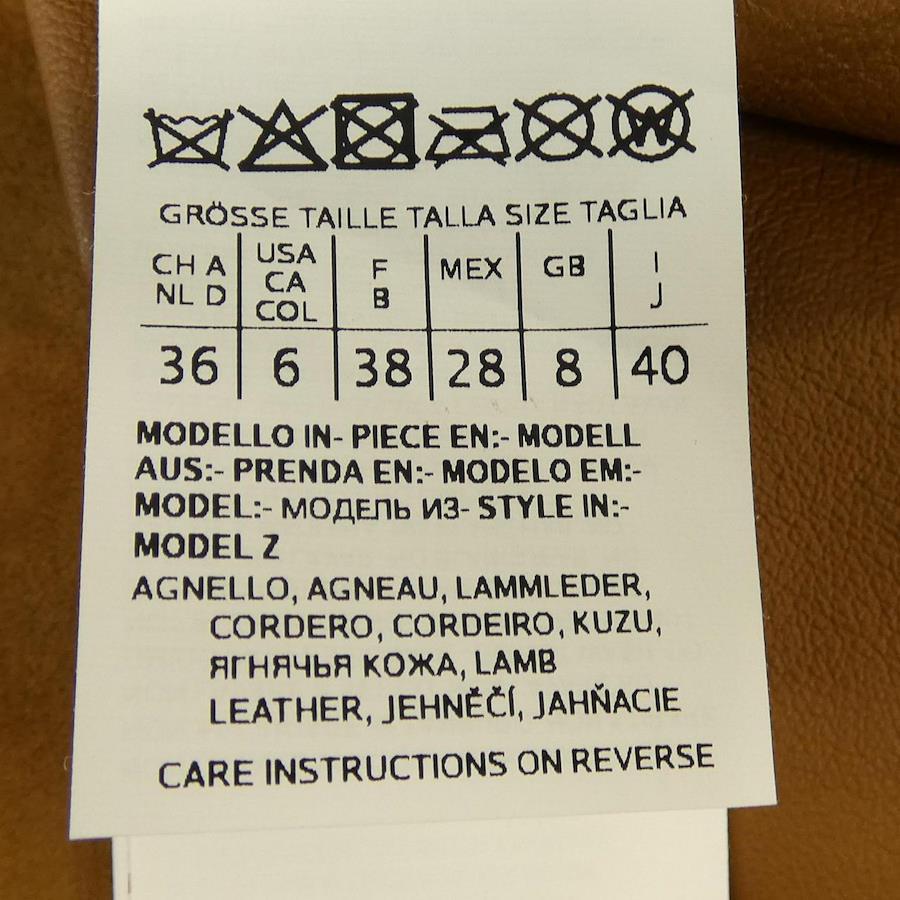 W
GRÖSSE TAILLE TALLA SIZE TAGLIA
CH A USA F MEX GB I
NL D CA B J
COL
36 6 38 28 8 40
MODELLO IN- PIECE EN:- MODELL
AUS:- PRENDA EN:- MODELO EM:-
MODEL:- МОДЕЛЬ ИЗ- STYLE IN:-
MODEL Z
AGNELLO, AGNEAU, LAMMLEDER,
CORDERO, CORDEIRO, KUZU,
ЯГНЯЧЬЯ КОЖА, LAMB
LEATHER, JEHNĚČÍ, JAHŇACIE
CARE INSTRUCTIONS ON REVERSE